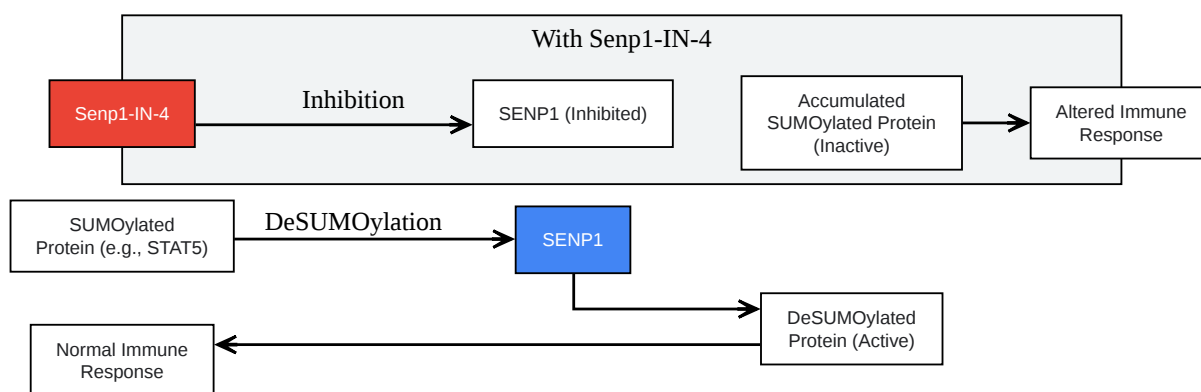 With Senp1-IN-4
Senp1-IN-4
Inhibition
SENP1 (Inhibited)
Accumulated
SUMOylated Protein
(Inactive)
Altered Immune
Response
SUMOylated
Protein (e.g., STAT5)
DeSUMOylation
SENP1
DeSUMOylated
Protein (Active)
Normal Immune
Response